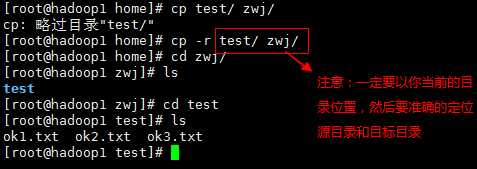 [root@hadoop1 home]# cp test/ zwj/
cp: 略过目录"test/"
[root@hadoop1 home]# cp -r test/ zwj/
[root@hadoop1 home]# cd zwj/
[root@hadoop1 zwj]# ls
test
[root@hadoop1 zwj]# cd test
[root@hadoop1 test]# ls
ok1.txt  ok2.txt  ok3.txt
[root@hadoop1 test]#
注意：一定要以你当前的目
录位置，然后要准确的定位
源目录和目标目录